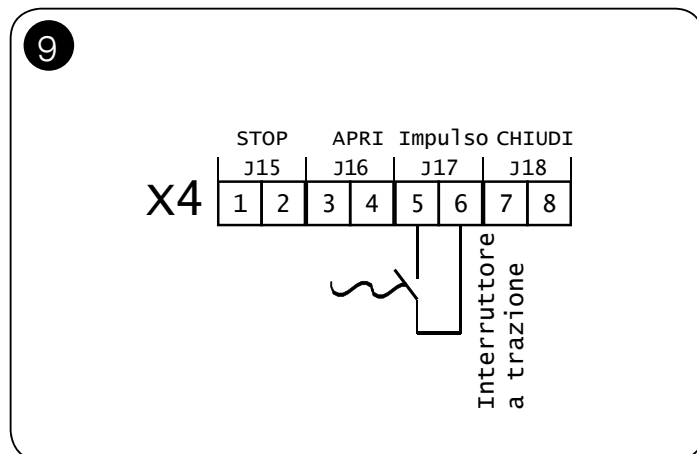 9
STOP APRI Impulso CHIUDI
J15 J16 J17 J18
X4 1 2 3 4 5 6 7 8
Interruttore
a trazione